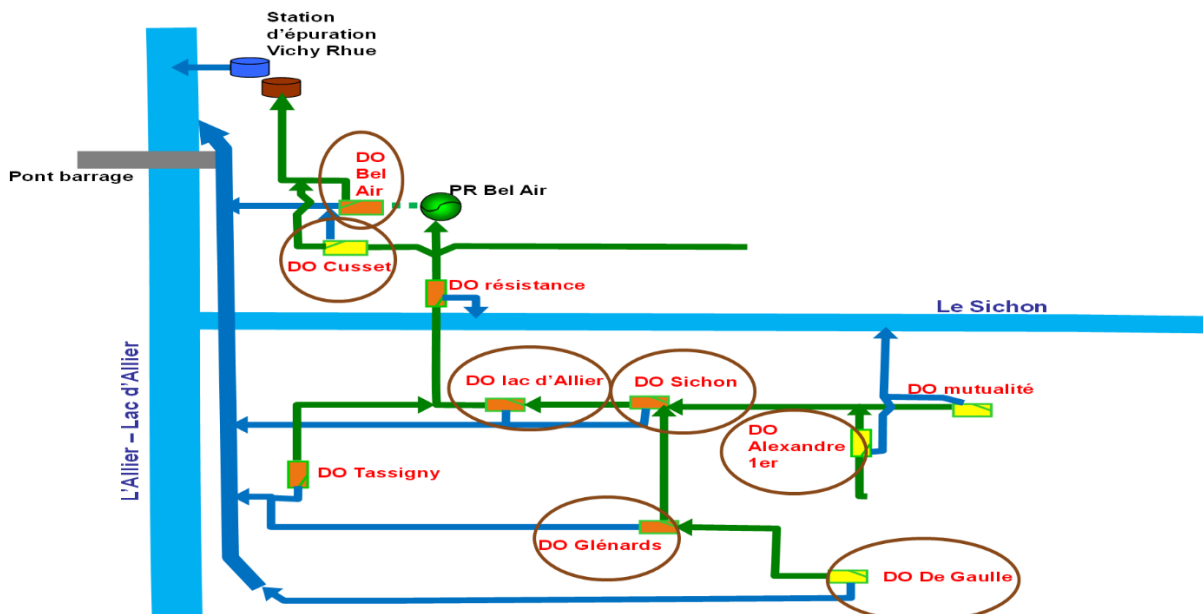 Station
d'épuration
Vichy Rhue
Pont barrage
DO
Bel
Air
PR Bel Air
DO Cusset
DO résistance
Le Sichon
L'Allier – Lac d'Allier
DO lac d'Allier
DO Sichon
DO mutualité
DO
Alexandre
1er
DO Tassigny
DO Glénards
DO De Gaulle